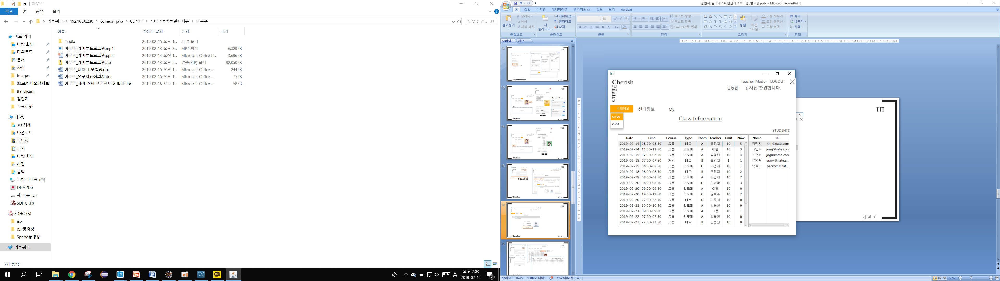 이우주
파일 홈 공유 보기
네트워크 > 192.168.0.230 > comeon_java > 05.자바 > 자바프로젝트발표서류 > 이우주
이우주 검...
이름 수정한 날짜 유형 크기
media 2019-02-15 오후 1... 파일 폴더
이우주_가계부프로그램.mp4 2019-02-13 오후 3... MP4 파일 6,329KB
이우주_가계부프로그램.pptx 2019-02-14 오전 1... Microsoft Office P... 3,696KB
이우주_가계부프로그램.zip 2019-02-13 오후 5... 압축(ZIP) 폴더 92,050KB
이우주_데이터 모델링.doc 2019-02-15 오후 1... Microsoft Office ... 244KB
이우주_요구사항정의서.doc 2019-02-15 오후 1... Microsoft Office ... 75KB
이우주_자바 개인 프로젝트 기획서.doc 2019-02-15 오후 1... Microsoft Office ... 58KB
바로 가기
바탕 화면
다운로드
문서
사진
images
03.프린터요청자료
Bandicam
김민지
스크린샷
내 PC
3D 개체
다운로드
동영상
문서
바탕 화면
사진
음악
로컬 디스크 (C:)
DNA (D:)
새 볼륨 (E:)
SDHC (F:)
SDHC (F:)
jsp
JSP동영상
Spring동영상
네트워크
7개 항목
A
오후 2:03
2019-02-15
7
김민지_필라테스학원관리프로그램_발표용.pptx - Microsoft PowerPoint
홈 삽입 디자인 애니메이션 슬라이드 쇼 검토 보기 Acrobat
붙여넣기
잘라내기
복사
서식 복사
클립보드
새 슬라이드
레이아웃
원래대로
삭제
슬라이드
18
글꼴
텍스트 방향
텍스트 맞춤
SmartArt로 변환
단락
정렬
빠른 스타일
도형 채우기
도형 윤곽선
도형 효과
그리기
찾기
바꾸기
선택
편집
슬라이드 개요
12
UI
13
UI
Student
14
UI
Student
15
UI
Teacher
16
UI
Teacher
17
UI
Cherish
Pilates
Teacher Mode LOGOUT
김동진 강사님 환영합니다.
수업정보 센터정보 My
VIEW
ADD
Class Information
STUDENTS
Date Time Course Type Room Teacher Limit Now
2019-02-14 08:00-08:50 그룹 매트 A 조명지 10 5
2019-02-14 11:00-11:50 그룹 리포머 A 이율 10 3
2019-02-15 07:00-07:50 그룹 리포머 A 김동진 10 4
2019-02-15 07:00-07:50 개인 매트 B 조명지 1 1
2019-02-15 08:00-08:50 그룹 리포머 C 조명지 10 1
2019-02-18 08:00-08:50 그룹 매트 B 조민지 10 2
2019-02-19 08:00-08:50 그룹 리포머 A 조명지 10 2
2019-02-20 08:00-08:50 그룹 리포머 C 민제경 10 3
2019-02-20 09:00-09:50 그룹 리포머 A 이율 10 0
2019-02-20 19:00-19:50 그룹 리포머 C 윤희수 10 2
2019-02-20 22:00-22:50 그룹 매트 D 이주미 10 0
2019-02-21 10:00-10:50 그룹 리포머 A 김동진 10 0
2019-02-21 09:00-09:50 그룹 리포머 A 그룹 10 1
2019-02-22 07:00-07:50 그룹 리포머 A 김동진 10 0
2019-02-22 22:00-22:50 그룹 매트 B 김동진 10 0
Name ID
김민지 kmj@nate.com
조민수 jomj@nate.com
조건희 jogh@nate.com
은영재 eunyj@nate.c...
박보미 parkbm@nat...
UI
김 민 지
슬라이드 16/22 "Office 테마" 한국어(대한민국) 66%